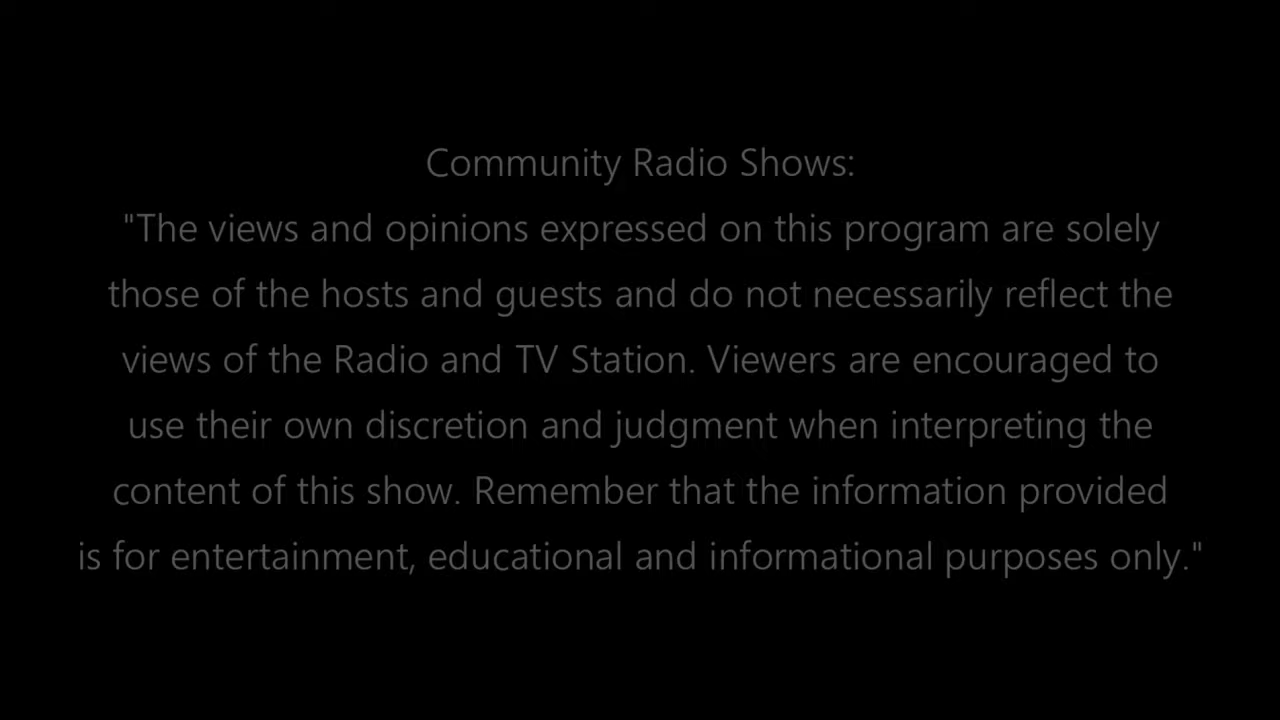 Community Radio Shows:
"The views and opinions expressed on this program are solely
those of the hosts and guests and do not necessarily reflect the
views of the Radio and TV Station. Viewers are encouraged to
use their own discretion and judgment when interpreting the
content of this show. Remember that the information provided
is for entertainment, educational and informational purposes only."